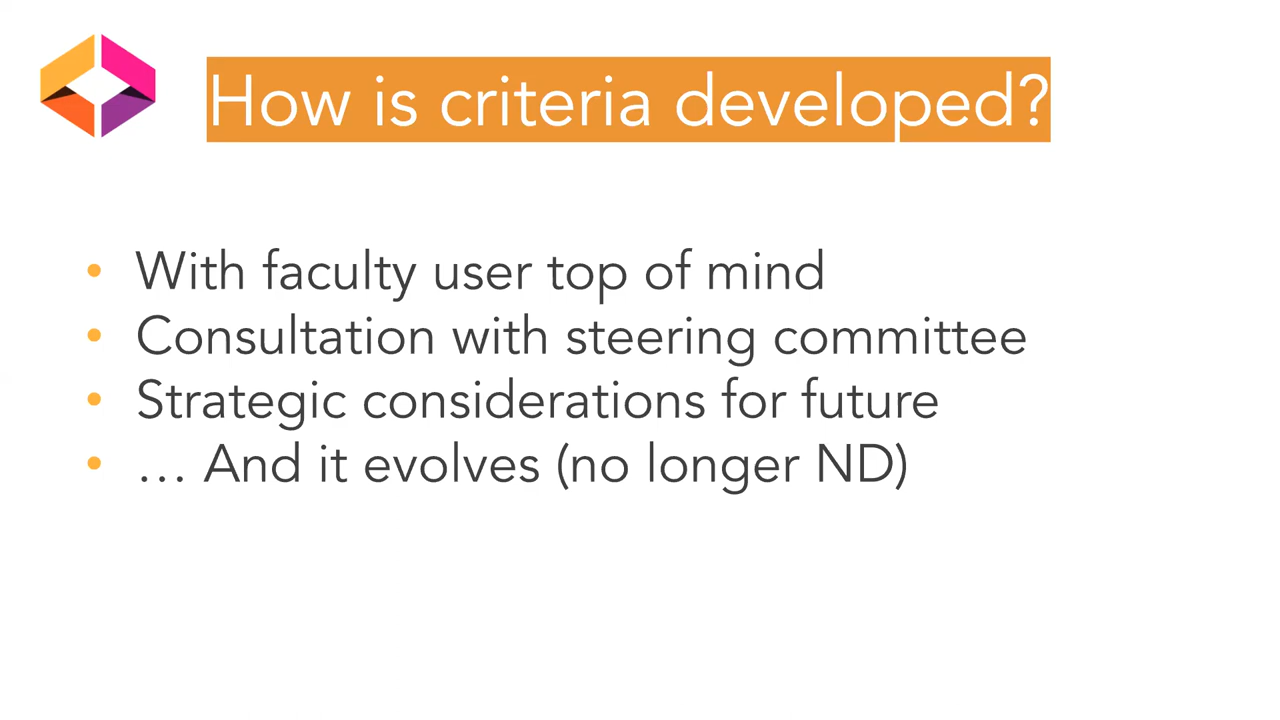 How is criteria developed?
• With faculty user top of mind
• Consultation with steering committee
• Strategic considerations for future
• … And it evolves (no longer ND)